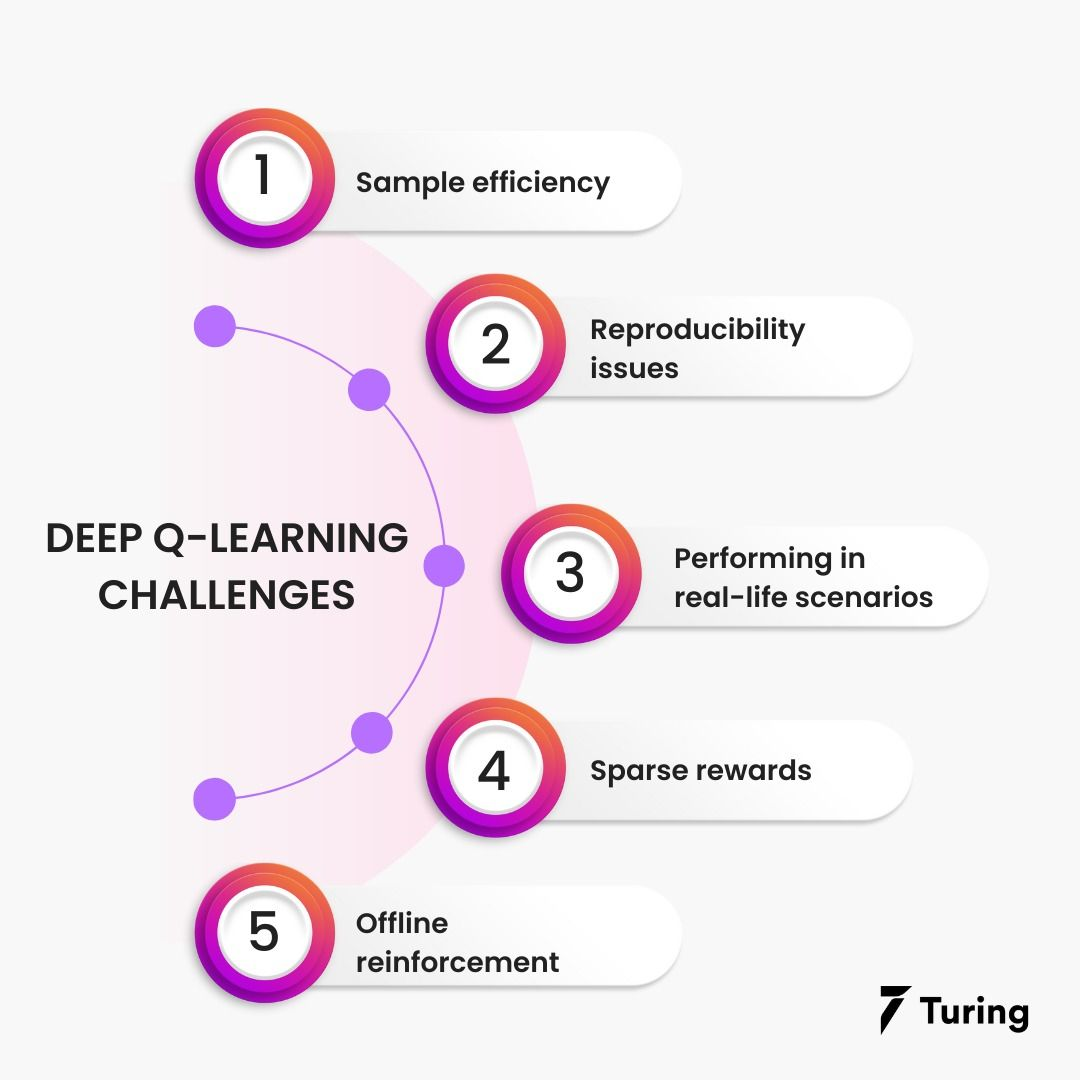 1
Sample efficiency
2
Reproducibility
issues
DEEP Q-LEARNING
CHALLENGES
3
Performing in
real-life scenarios
4
Sparse rewards
5
Offline
reinforcement
Turing